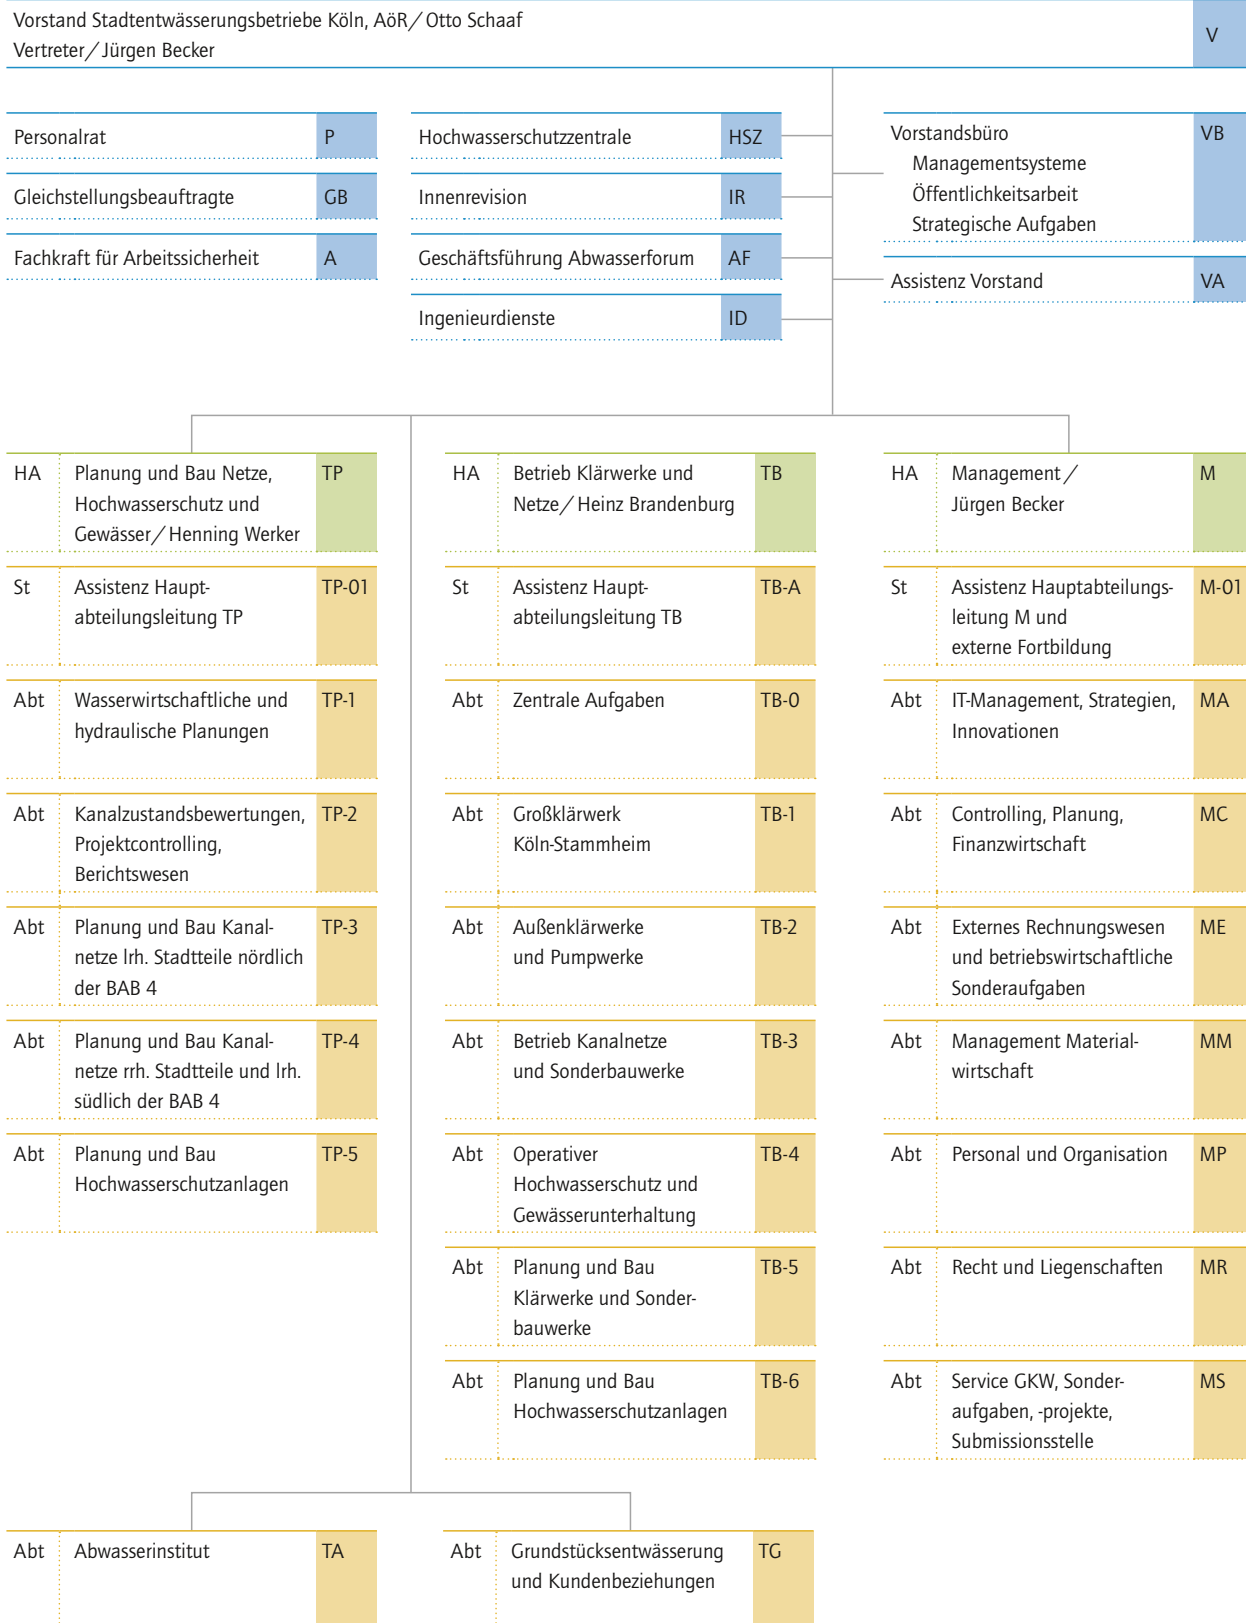 Vorstand Stadtentwässerungsbetriebe Köln, AöR/Otto Schaaf
Vertreter/Jürgen Becker
V
Personalrat
P
Gleichstellungsbeauftragte
GB
Fachkraft für Arbeitssicherheit
A
Hochwasserschutzzentrale
HSZ
Innenrevision
IR
Geschäftsführung Abwasserforum
AF
Ingenieurdienste
ID
Vorstandsbüro
VB
Managementsysteme
Öffentlichkeitsarbeit
Strategische Aufgaben
Assistenz Vorstand
VA
HA
Planung und Bau Netze,
TP
Hochwasserschutz und
Gewässer/Henning Werker
St
Assistenz Haupt-
TP-01
abteilungsleitung TP
Abt
Wasserwirtschaftliche und
TP-1
hydraulische Planungen
Abt
Kanalzustandsbewertungen,
TP-2
Projektcontrolling,
Berichtswesen
Abt
Planung und Bau Kanal-
TP-3
netze lrh. Stadtteile nördlich
der BAB 4
Abt
Planung und Bau Kanal-
TP-4
netze rrh. Stadtteile und lrh.
südlich der BAB 4
Abt
Planung und Bau
TP-5
Hochwasserschutzanlagen
HA
Betrieb Klärwerke und
TB
Netze/Heinz Brandenburg
St
Assistenz Haupt-
TB-A
abteilungsleitung TB
Abt
Zentrale Aufgaben
TB-0
Abt
Großklärwerk
TB-1
Köln-Stammheim
Abt
Außenklärwerke
TB-2
und Pumpwerke
Abt
Betrieb Kanalnetze
TB-3
und Sonderbauwerke
Abt
Operativer
TB-4
Hochwasserschutz und
Gewässerunterhaltung
Abt
Planung und Bau
TB-5
Klärwerke und Sonder-
bauwerke
Abt
Planung und Bau
TB-6
Hochwasserschutzanlagen
HA
Management/
M
Jürgen Becker
St
Assistenz Hauptabteilungs-
M-01
leitung M und
externe Fortbildung
Abt
IT-Management, Strategien,
MA
Innovationen
Abt
Controlling, Planung,
MC
Finanzwirtschaft
Abt
Externes Rechnungswesen
ME
und betriebswirtschaftliche
Sonderaufgaben
Abt
Management Material-
MM
wirtschaft
Abt
Personal und Organisation
MP
Abt
Recht und Liegenschaften
MR
Abt
Service GKW, Sonder-
MS
aufgaben, -projekte,
Submissionsstelle
Abt
Abwasserinstitut
TA
Abt
Grundstücksentwässerung
TG
und Kundenbeziehungen